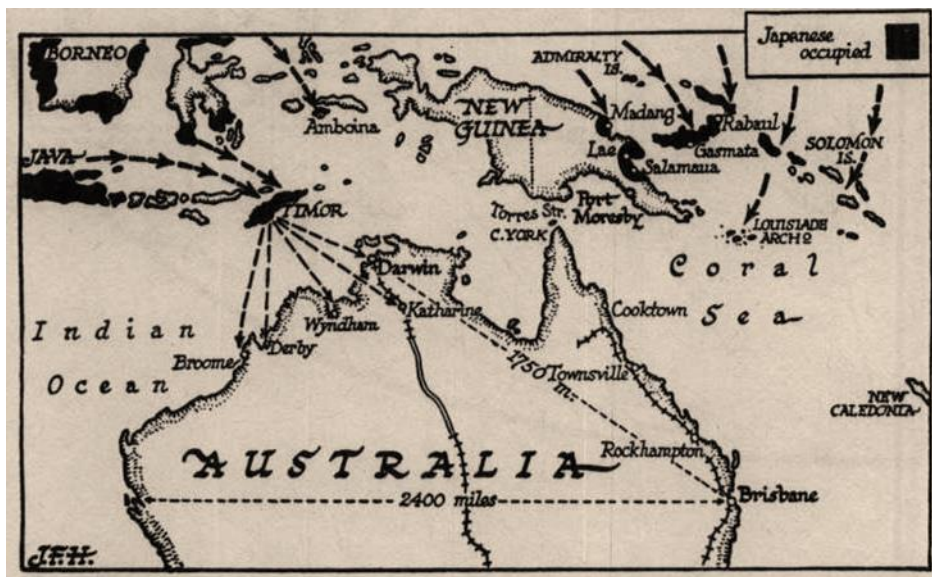 Japanese
occupied
BORNEO
ADMIRALTY
IS.
NEW
GUINEA
Madang
Rabaul
Amboina
Lae
Gasmata
SOLOMON
IS.
JAVA
Salamaua
TIMOR
Torres Str.
Port
Moresby
C. YORK
LOUISIADE
ARCHO
Darwin
Coral
Sea
Katharine
Cooktown
Wyndham
Indian
Ocean
Derby
Broome
1750
m.
Townsville
NEW
CALEDONIA
Rockhampton
AUSTRALIA
2400 miles
Brisbane
J.F.H.